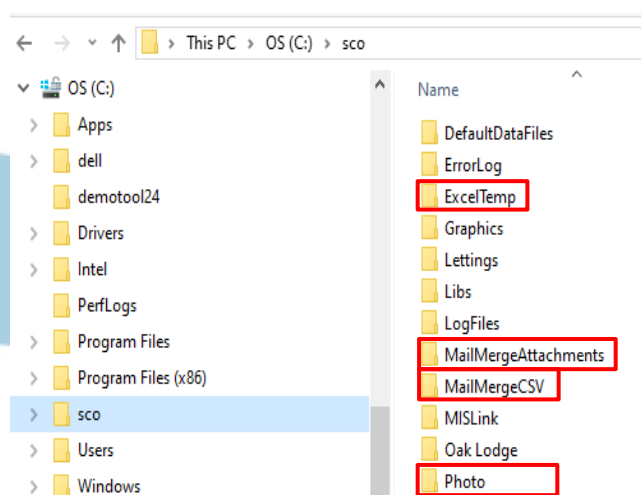 This PC > OS (C:) > sco
OS (C:)
Apps
dell
demotool24
Drivers
Intel
PerfLogs
Program Files
Program Files (x86)
sco
Users
Windows
Name
DefaultDataFiles
ErrorLog
ExcelTemp
Graphics
Lettings
Libs
LogFiles
MailMergeAttachments
MailMergeCSV
MISLink
Oak Lodge
Photo